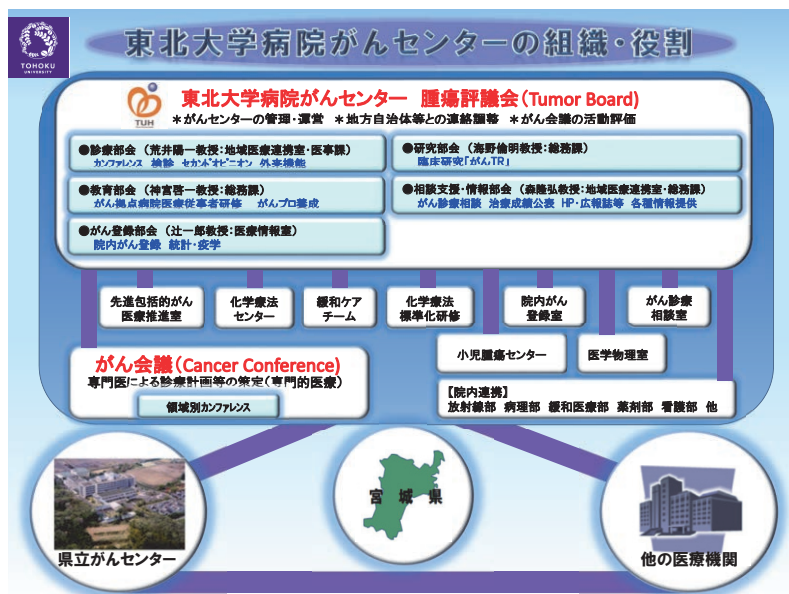 TOHOKU
UNIVERSITY
東北大学病院がんセンターの組織・役割
TUH
東北大学病院がんセンター 腫瘍評議会(Tumor Board)
＊がんセンターの管理・運営 ＊地方自治体等との連絡調整 ＊がん会議の活動評価
●診療部会（荒井陽一教授：地域医療連携室・医事課）
カンファレンス 検診 セカンドオピニオン 外来機能
●研究部会（海野倫明教授：総務課）
臨床研究「がんTR」
●教育部会（神宮啓一教授：総務課）
がん拠点病院医療従事者研修 がんプロ養成
●相談支援・情報部会（森隆弘教授：地域医療連携室・総務課）
がん診療相談 治療成績公表 HP・広報誌等 各種情報提供
●がん登録部会（辻一郎教授：医療情報室）
院内がん登録 統計・疫学
先進包括的がん
医療推進室
化学療法
センター
緩和ケア
チーム
化学療法
標準化研修
院内がん
登録室
がん診療
相談室
小児腫瘍センター
医学物理室
がん会議(Cancer Conference)
専門医による診療計画等の策定(専門的医療)
領域別カンファレンス
【院内連携】
放射線部 病理部 緩和医療部 薬剤部 看護部 他
県立がんセンター
宮城県
他の医療機関